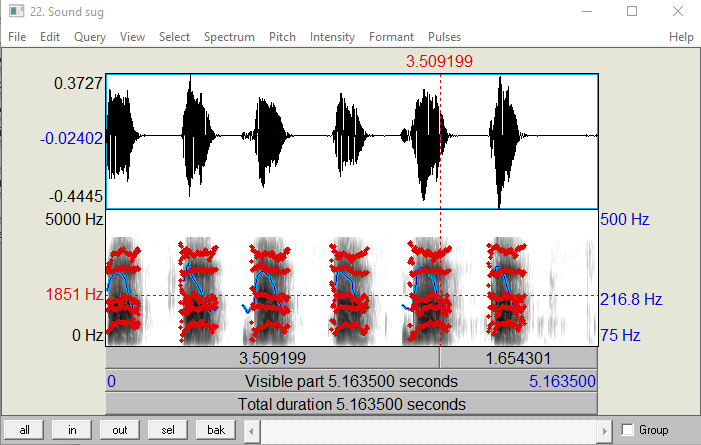 22. Sound sug
File Edit Query View Select Spectrum Pitch Intensity Formant Pulses Help
3.509199
0.3727
-0.02402
-0.4445
5000 Hz 500 Hz
1851 Hz 216.8 Hz
0 Hz 75 Hz
3.509199 1.654301
0 Visible part 5.163500 seconds 5.163500
Total duration 5.163500 seconds
all in out sel bak Group